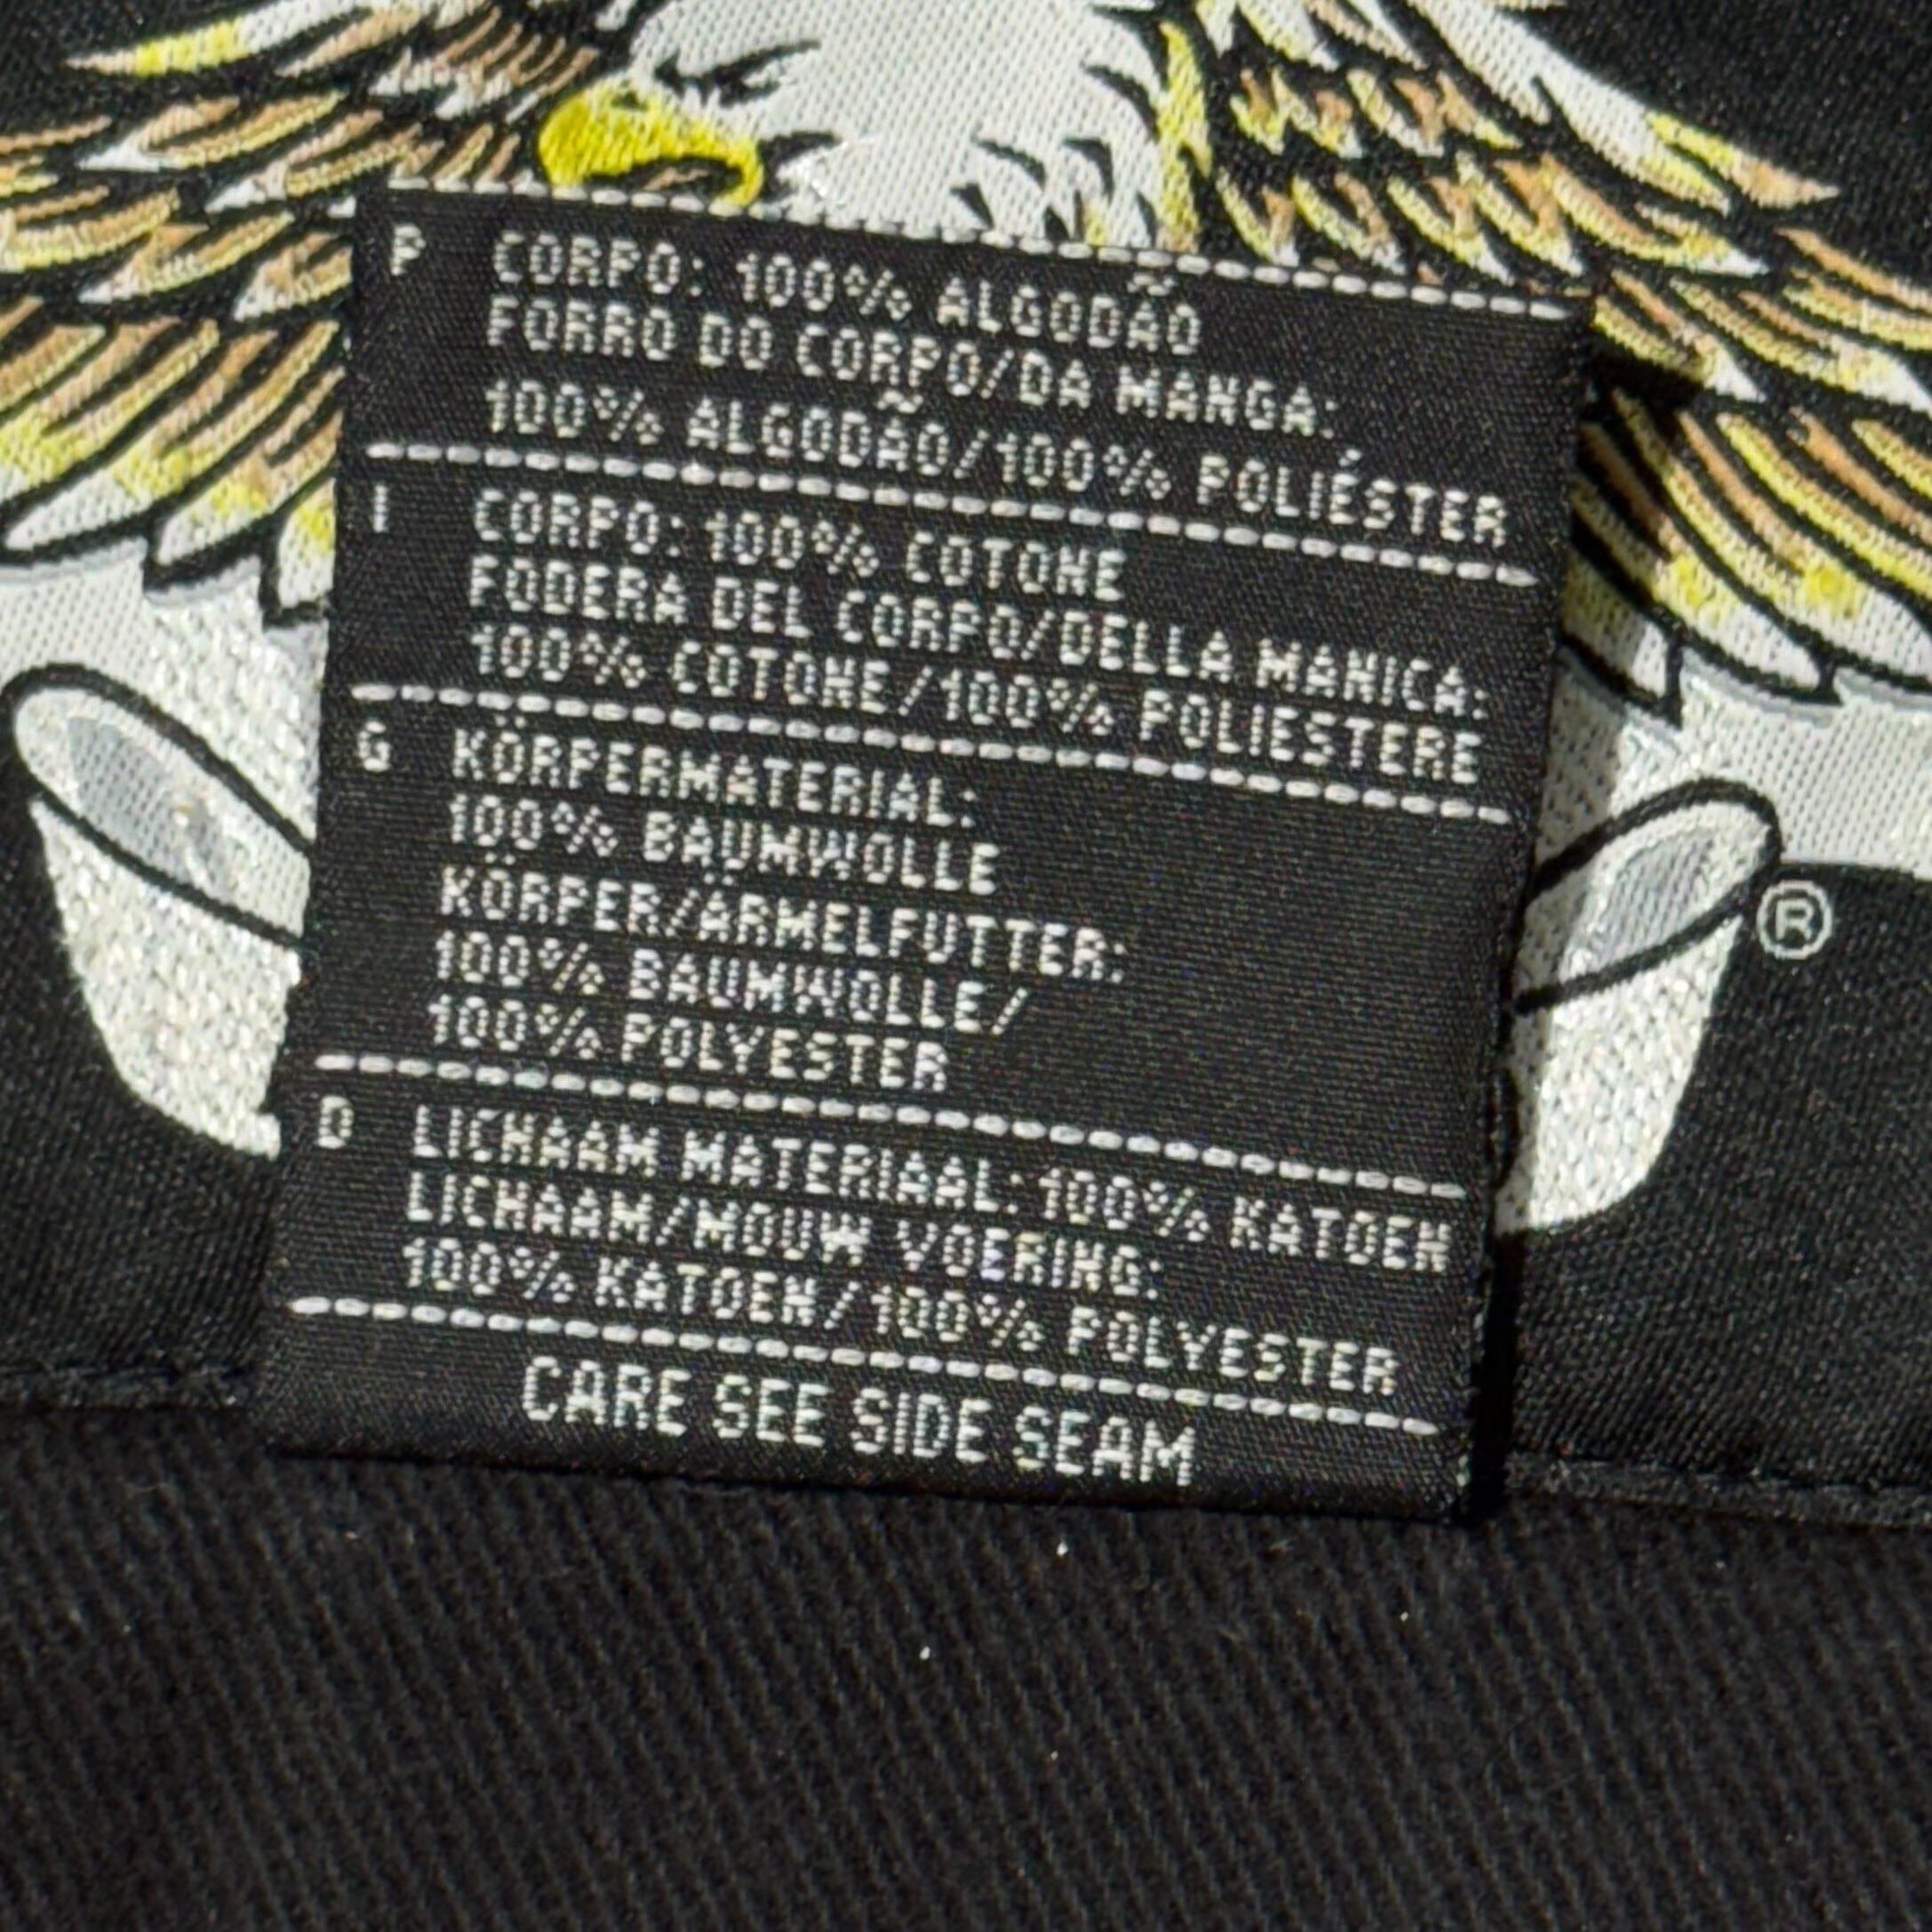 P CORPO: 100% ALGODÃO
FORRO DO CORPO/DA MANGA:
100% ALGODÃO/100% POLIÉSTER
I CORPO: 100% COTONE
FODERA DEL CORPO/DELLA MANICA:
100% COTONE/100% POLIESTERE
G KÖRPERMATERIAL:
100% BAUMWOLLE
KÖRPER/ÄRMELFUTTER:
100% BAUMWOLLE/
100% POLYESTER
D LICHAAM MATERIAAL: 100% KATOEN
LICHAAM/MOUW VOERING:
100% KATOEN/100% POLYESTER
CARE SEE SIDE SEAM
®